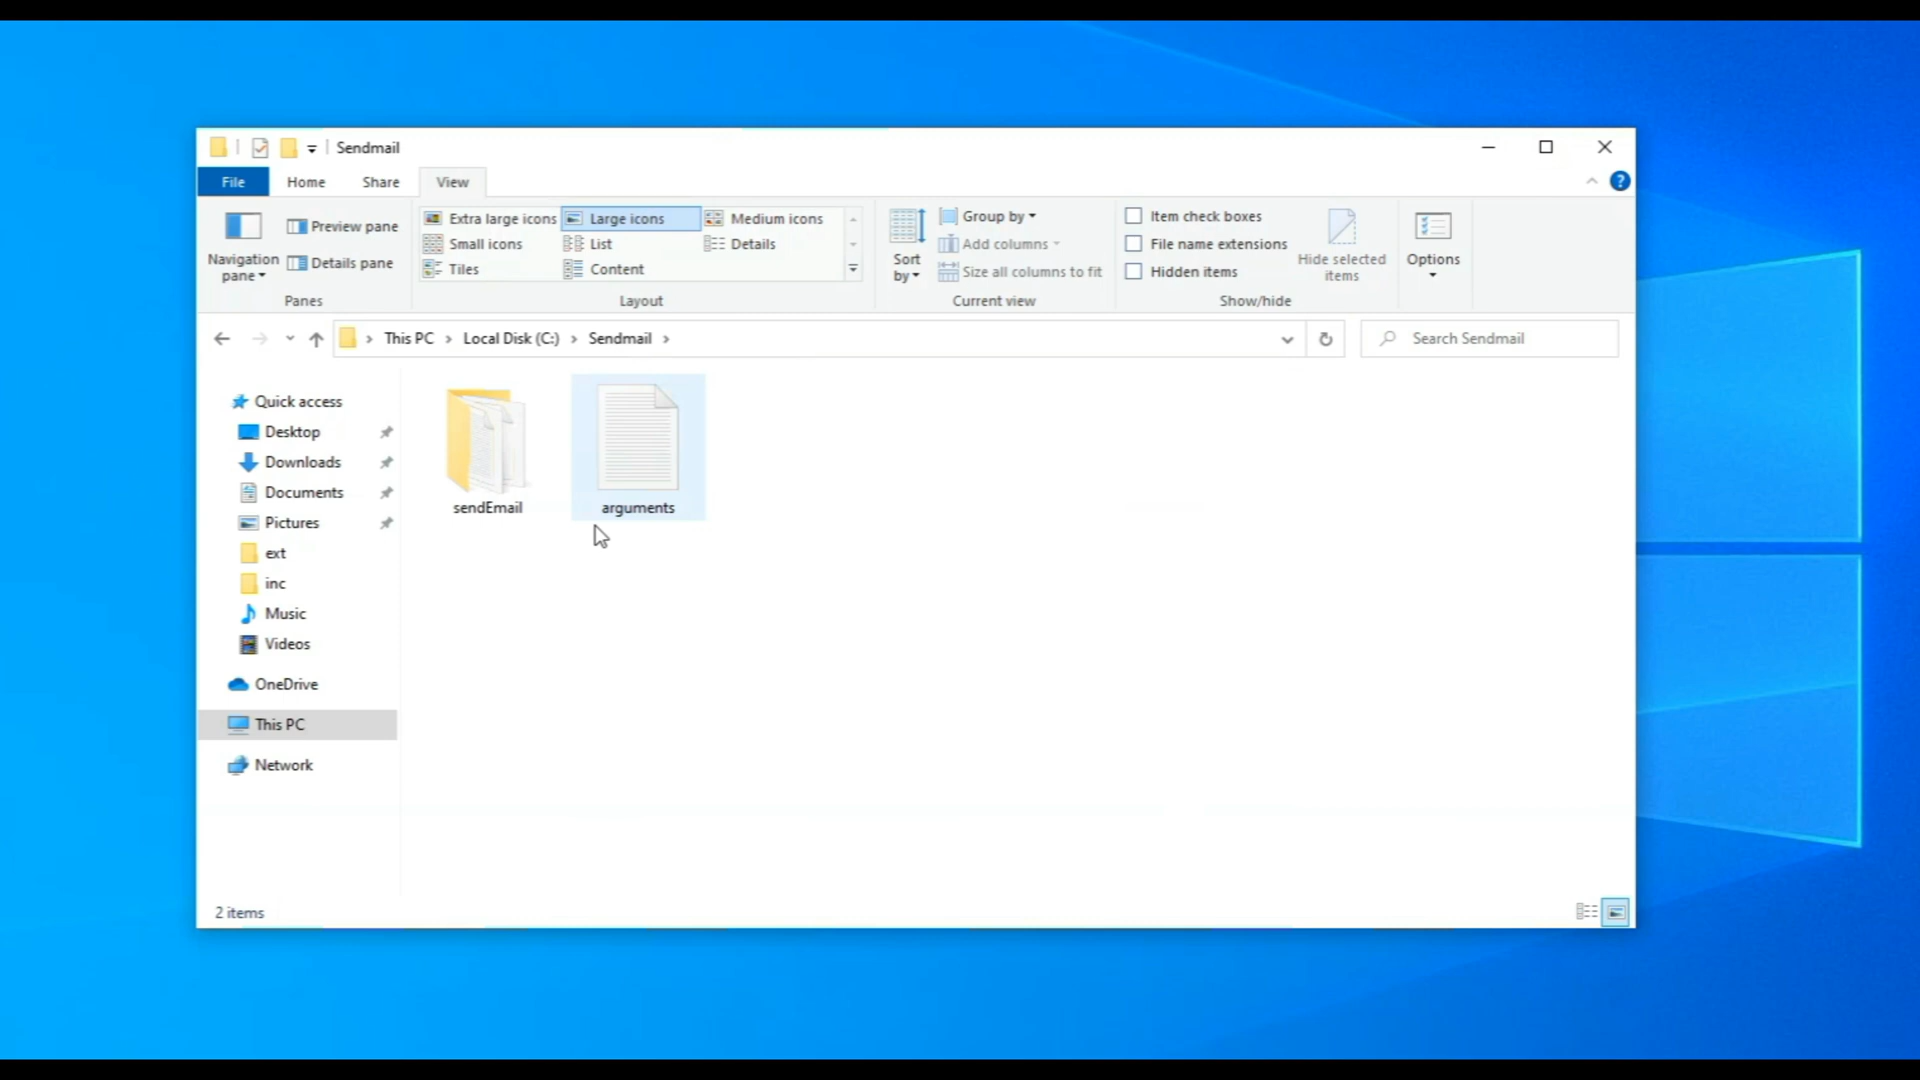 Sendmail
File Home Share View
Extra large icons Large icons Medium icons
Small icons List Details
Tiles Content
Layout
Navigation
pane
Preview pane
Details pane
Panes
Sort
by
Group by
Add columns
Size all columns to fit
Current view
Item check boxes
File name extensions
Hidden items
Hide selected
items
Show/hide
Options
This PC Local Disk (C:) Sendmail
Search Sendmail
Quick access
Desktop
Downloads
Documents
Pictures
ext
inc
Music
Videos
OneDrive
This PC
Network
sendEmail
arguments
2 items